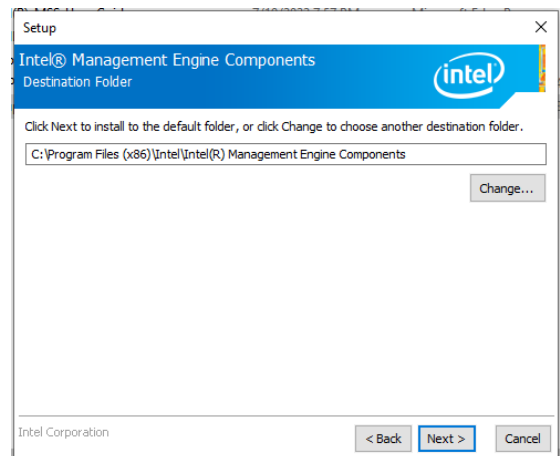 Setup
Intel® Management Engine Components
Destination Folder
intel
Click Next to install to the default folder, or click Change to choose another destination folder.
C:\Program Files (x86)\Intel\Intel(R) Management Engine Components
Change...
Intel Corporation
< Back
Next >
Cancel